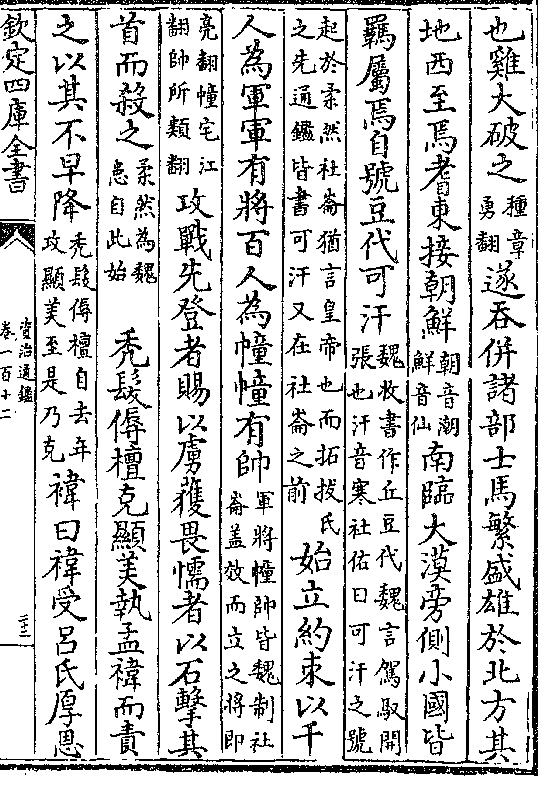 也雞大破之種章勇翻遂吞併諸部士馬繁盛雄於北方其
地西至焉耆東接朝鮮朝音潮鮮音仙南臨大漠旁側小國皆
羈屬焉自號豆代可汗魏收書作丘豆代魏言駕馭開張也汗音寒杜佑曰可汗之號
起於柔然社崘猶言皇帝也而拓拔氏之先通鑑皆書可汗又在社崘之前始立約束以千
人為軍軍有將百人為幢幢有帥軍將幢帥皆魏制社崘盖效而立之將即
亮翻幢宅江翻帥所類翻攻戰先登者賜以虜獲畏懦者以石擊其
首而殺之柔然為魏患自此始秃髮傉檀克顯美執孟禕而責
之以其不早降秃髮傉檀自去年攻顯美至是乃克禕曰禕受吕氏厚恩
欽定四庫全書
資治通鑑
卷一百十二